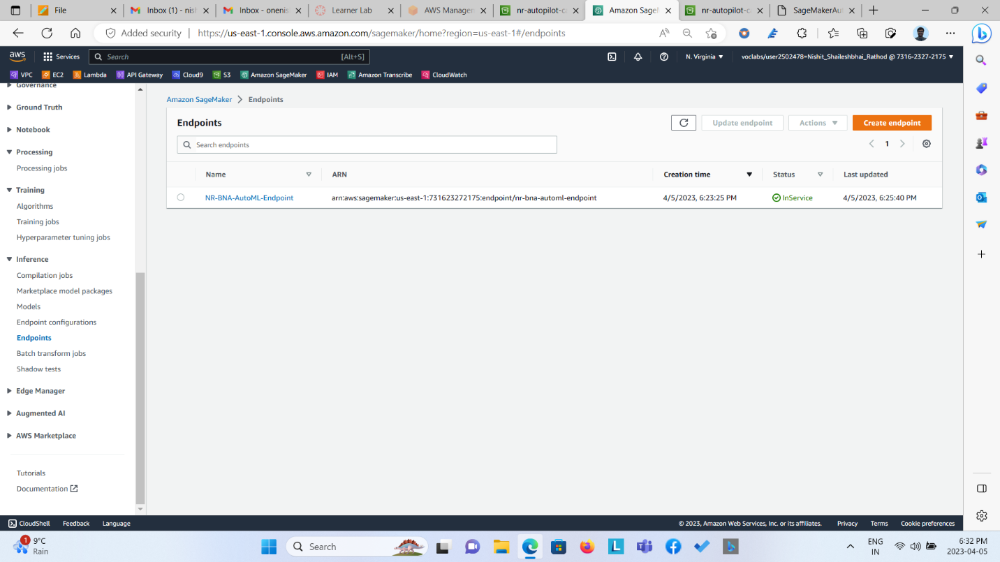 File
Inbox (1) - nish
Inbox - onenis
Learner Lab
AWS Managem
nr-autopilot-ca
Amazon SageM
nr-autopilot-ca
SageMakerAut
Added security
https://us-east-1.console.aws.amazon.com/sagemaker/home?region=us-east-1#/endpoints
aws
Services
Search
[Alt+S]
N. Virginia
voclabs/user2502478=Nishit_Shaileshbhai_Rathod @ 7316-2327-2175
VPC
EC2
Lambda
API Gateway
Cloud9
S3
Amazon SageMaker
IAM
Amazon Transcribe
CloudWatch
Governance
Ground Truth
Notebook
Processing
Processing jobs
Training
Algorithms
Training jobs
Hyperparameter tuning jobs
Inference
Compilation jobs
Marketplace model packages
Models
Endpoint configurations
Endpoints
Batch transform jobs
Shadow tests
Edge Manager
Augmented AI
AWS Marketplace
Tutorials
Documentation
Amazon SageMaker
Endpoints
Endpoints
Update endpoint
Actions
Create endpoint
Search endpoints
1
Name
ARN
Creation time
Status
Last updated
NR-BNA-AutoML-Endpoint
arn:aws:sagemaker:us-east-1:731623272175:endpoint/nr-bna-automl-endpoint
4/5/2023, 6:23:25 PM
InService
4/5/2023, 6:25:40 PM
CloudShell
Feedback
Language
© 2023, Amazon Web Services, Inc. or its affiliates.
Privacy
Terms
Cookie preferences
1
9°C
Rain
Search
ENG
IN
6:32 PM
2023-04-05